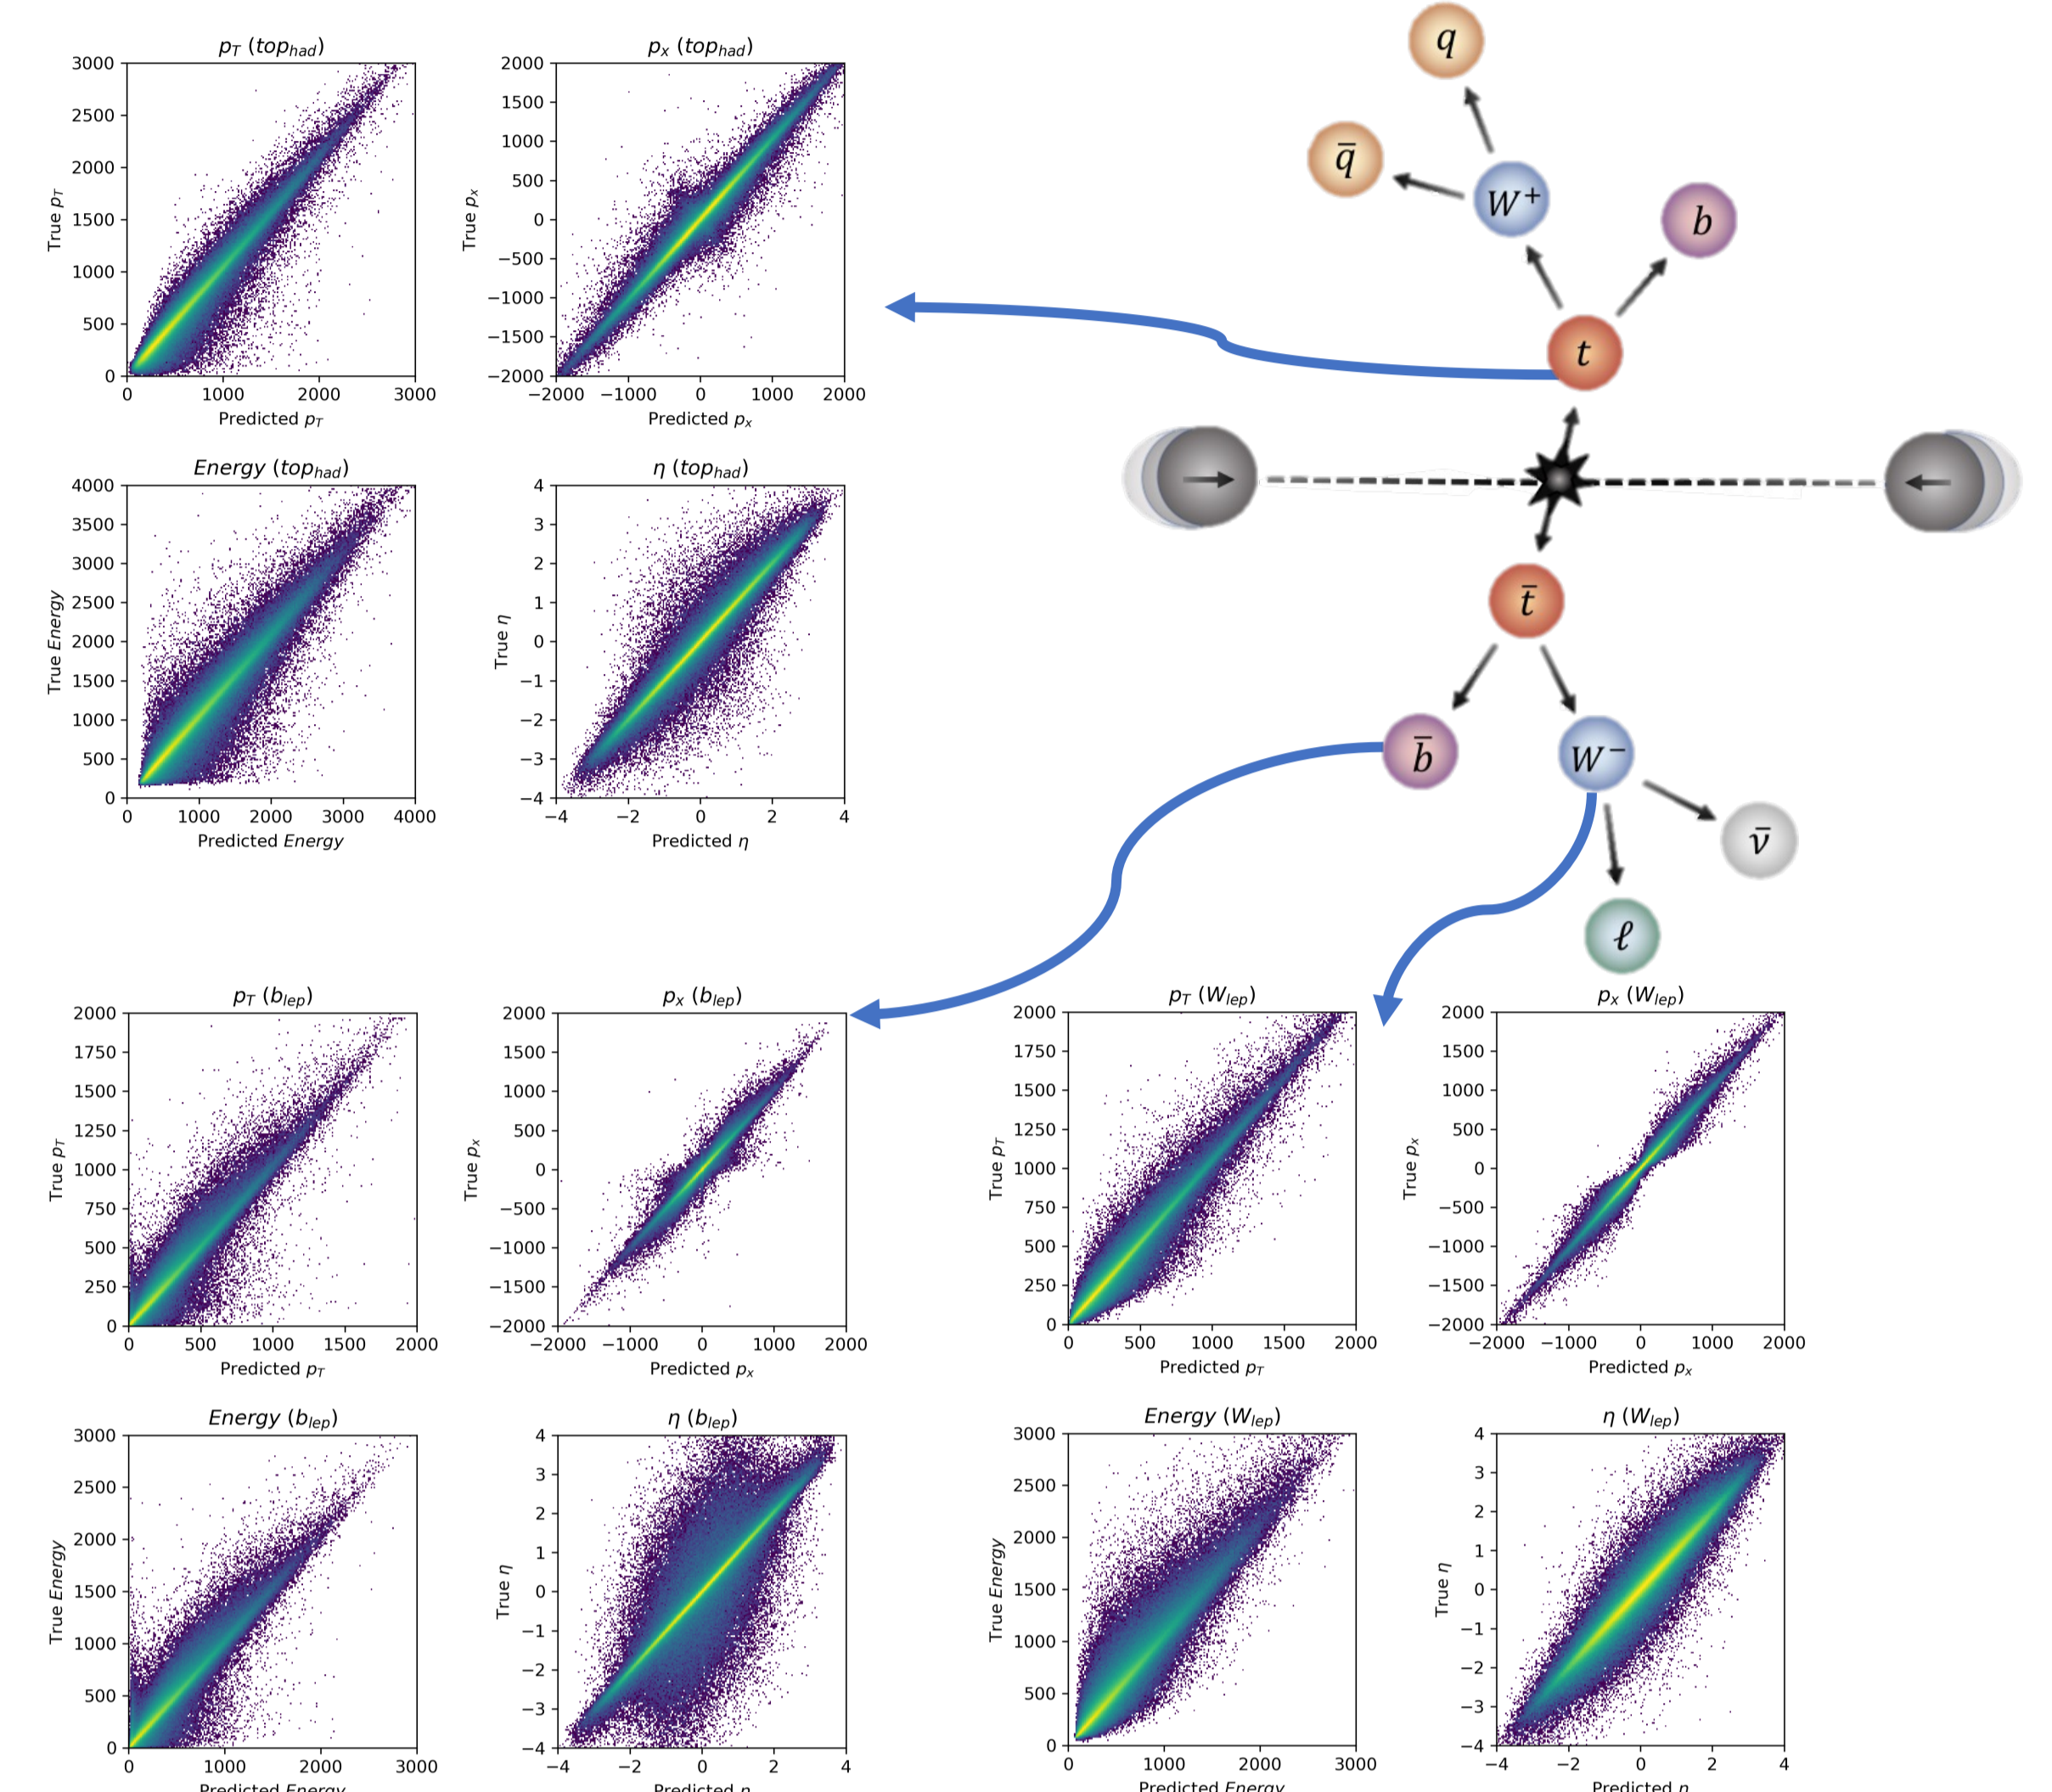 p_T (top_had)
3000
2500
2000
1500
1000
500
0
True p_T
0 1000 2000 3000
Predicted p_T
p_x (top_had)
2000
1500
1000
500
0
−500
−1000
−1500
−2000
True p_x
−2000 −1000 0 1000 2000
Predicted p_x
Energy (top_had)
4000
3500
3000
2500
2000
1500
1000
500
0
True Energy
0 1000 2000 3000 4000
Predicted Energy
η (top_had)
4
3
2
1
0
−1
−2
−3
−4
True η
−4 −2 0 2 4
Predicted η
q
q̄
W⁺
b
t
t̄
b̄
W⁻
ν̄
ℓ
p_T (b_lep)
2000
1750
1500
1250
1000
750
500
250
0
True p_T
0 500 1000 1500 2000
Predicted p_T
p_x (b_lep)
2000
1500
1000
500
0
−500
−1000
−1500
−2000
True p_x
−2000 −1000 0 1000 2000
Predicted p_x
p_T (W_lep)
2000
1750
1500
1250
1000
750
500
250
0
True p_T
0 500 1000 1500 2000
Predicted p_T
p_x (W_lep)
2000
1500
1000
500
0
−500
−1000
−1500
−2000
True p_x
−2000 −1000 0 1000 2000
Predicted p_x
Energy (b_lep)
3000
2500
2000
1500
1000
500
0
True Energy
0 1000 2000 3000
Predicted Energy
η (b_lep)
4
3
2
1
0
−1
−2
−3
−4
True η
−4 −2 0 2 4
Predicted η
Energy (W_lep)
3000
2500
2000
1500
1000
500
0
True Energy
0 1000 2000 3000
Predicted Energy
η (W_lep)
4
3
2
1
0
−1
−2
−3
−4
True η
−4 −2 0 2 4
Predicted η